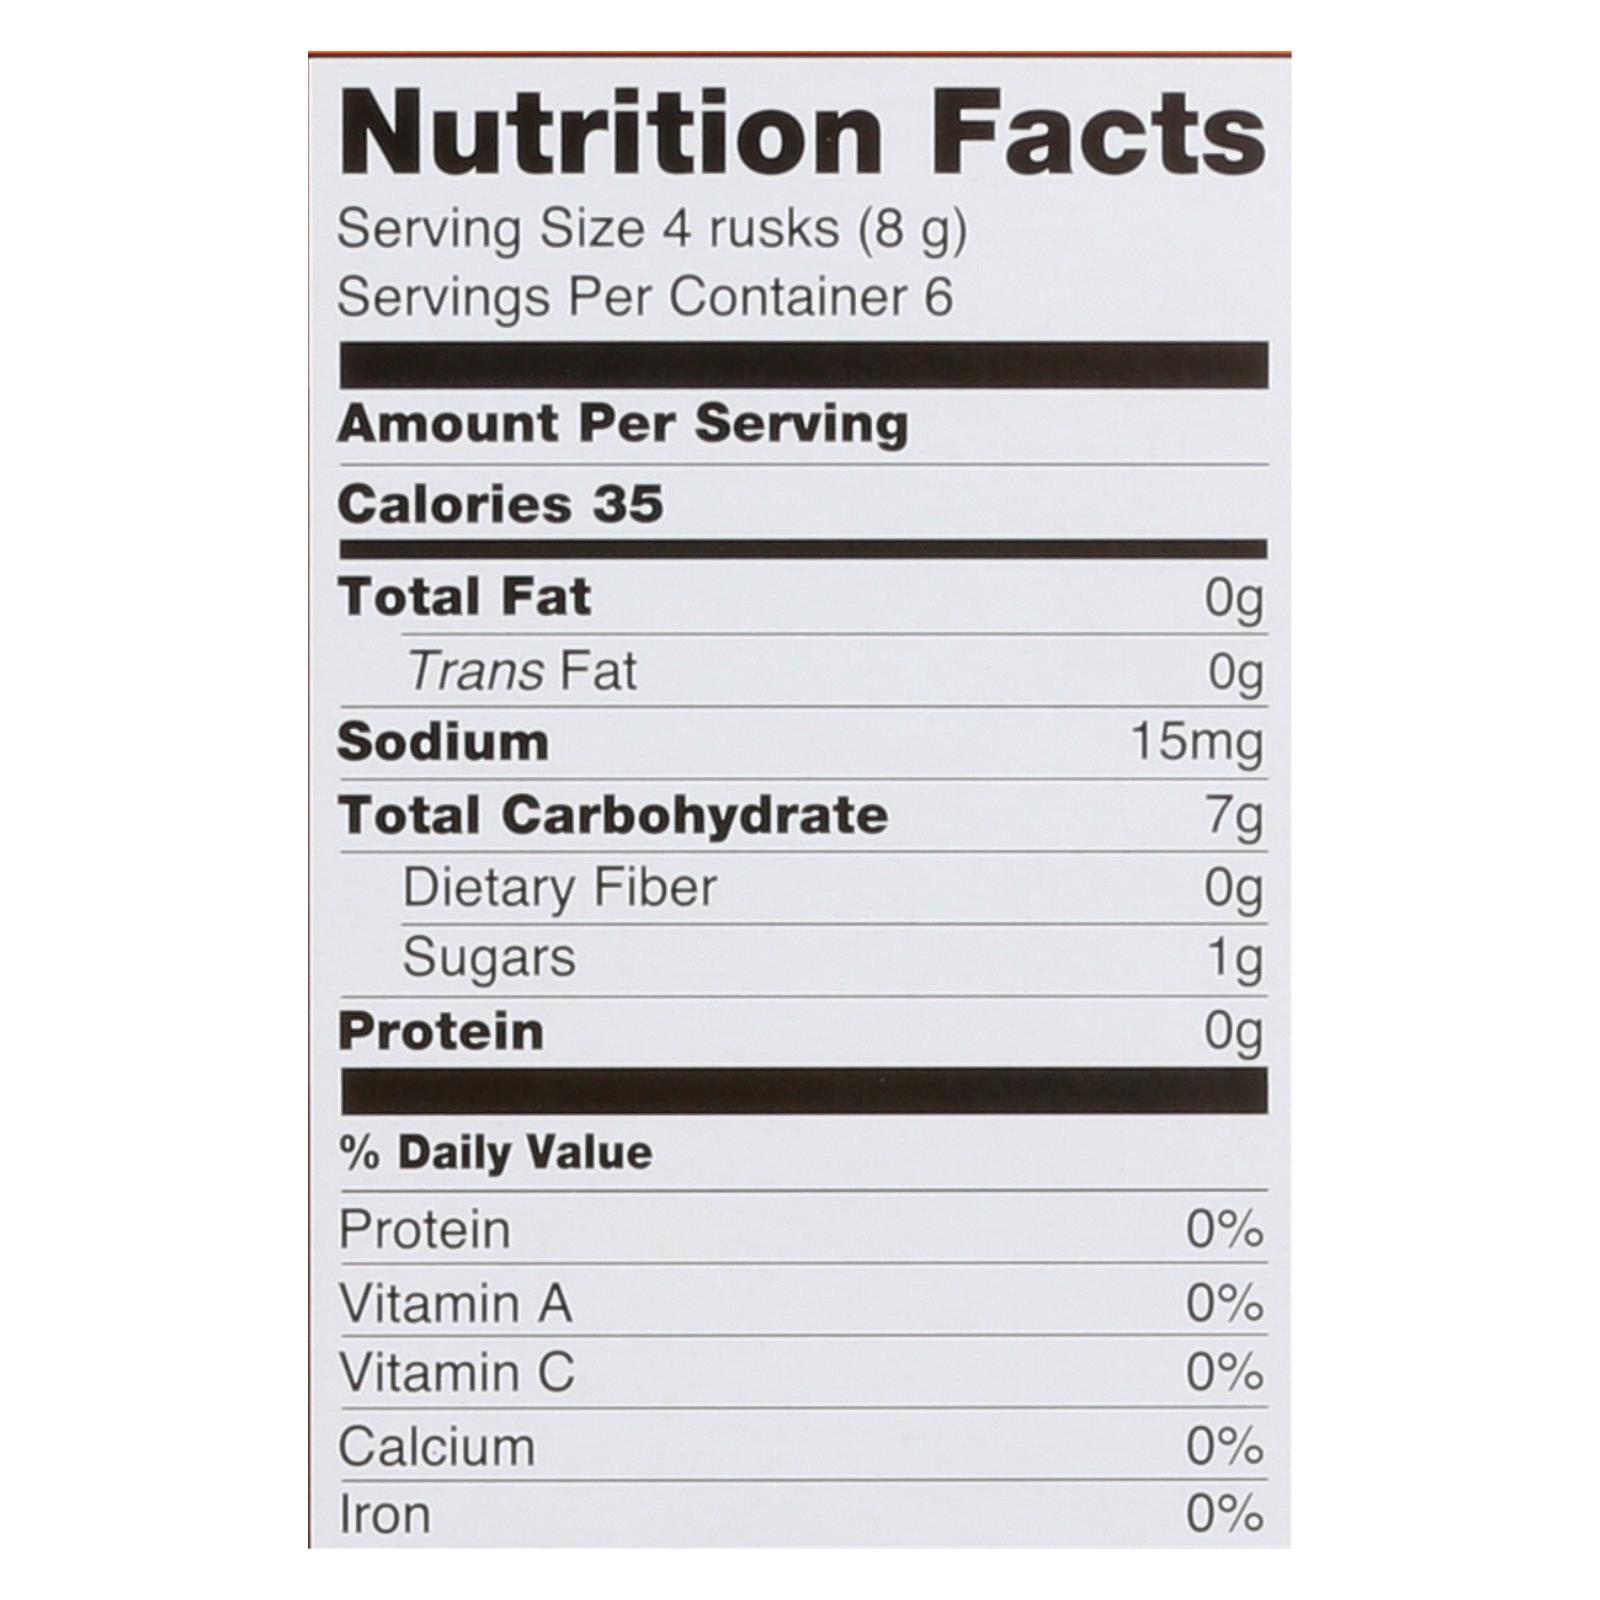 Nutrition Facts
Serving Size 4 rusks (8 g)
Servings Per Container 6
Amount Per Serving
Calories 35
Total Fat 0g
Trans Fat 0g
Sodium 15mg
Total Carbohydrate 7g
Dietary Fiber 0g
Sugars 1g
Protein 0g
% Daily Value
Protein 0%
Vitamin A 0%
Vitamin C 0%
Calcium 0%
Iron 0%